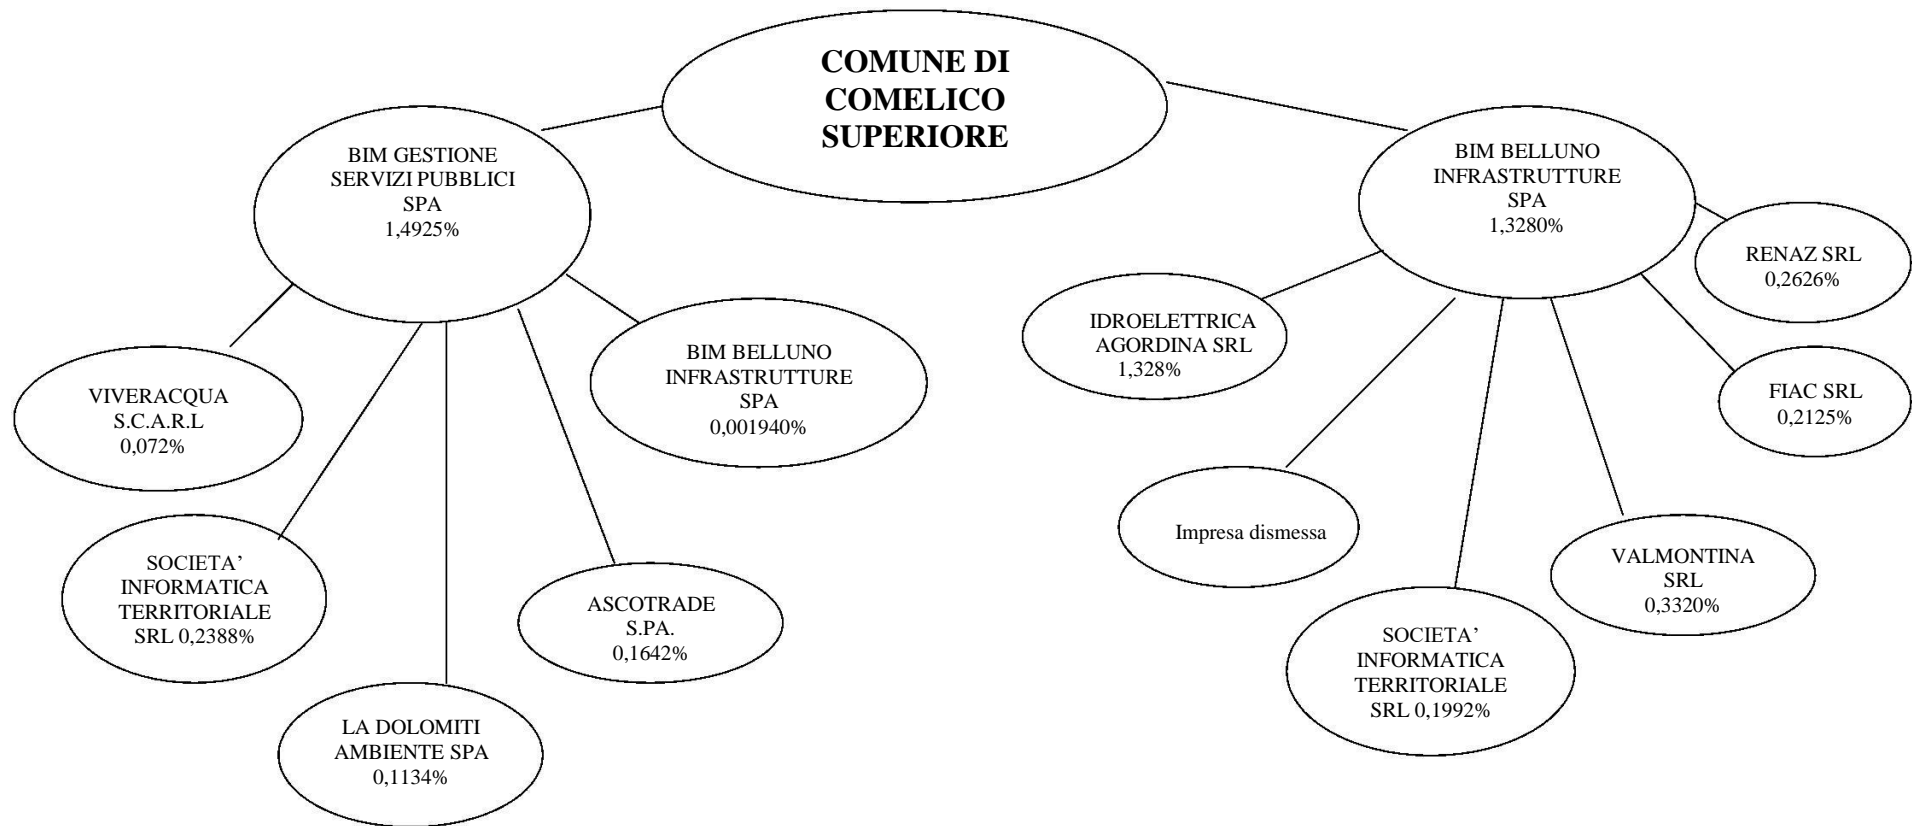 COMUNE DI
COMELICO
SUPERIORE
BIM GESTIONE
SERVIZI PUBBLICI
SPA
1,4925%
BIM BELLUNO
INFRASTRUTTURE
SPA
1,3280%
RENAZ SRL
0,2626%
IDROELETTRICA
AGORDINA SRL
1,328%
BIM BELLUNO
INFRASTRUTTURE
SPA
0,001940%
VIVERACQUA
S.C.A.R.L
0,072%
FIAC SRL
0,2125%
Impresa dismessa
SOCIETA’
INFORMATICA
TERRITORIALE
SRL 0,2388%
ASCOTRADE
S.PA.
0,1642%
VALMONTINA
SRL
0,3320%
SOCIETA’
INFORMATICA
TERRITORIALE
SRL 0,1992%
LA DOLOMITI
AMBIENTE SPA
0,1134%